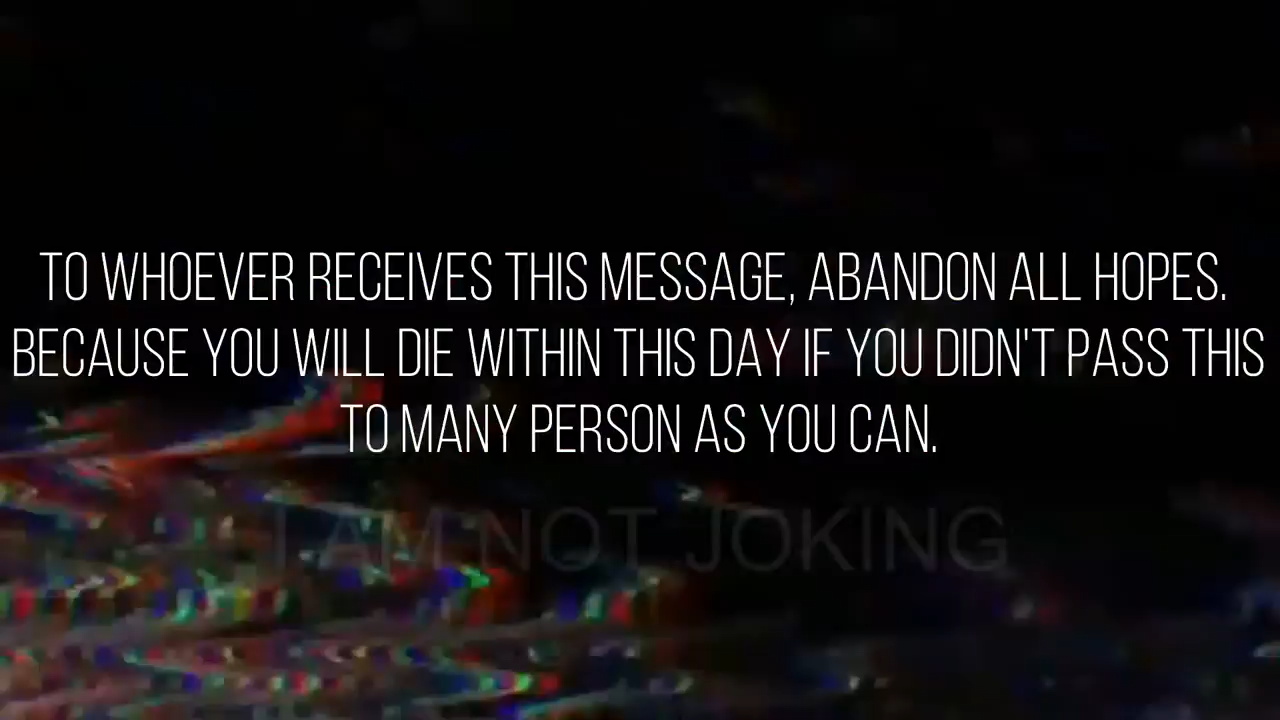 TO WHOEVER RECEIVES THIS MESSAGE, ABANDON ALL HOPES.
BECAUSE YOU WILL DIE WITHIN THIS DAY IF YOU DIDN'T PASS THIS
TO MANY PERSON AS YOU CAN.
I AM NOT JOKING